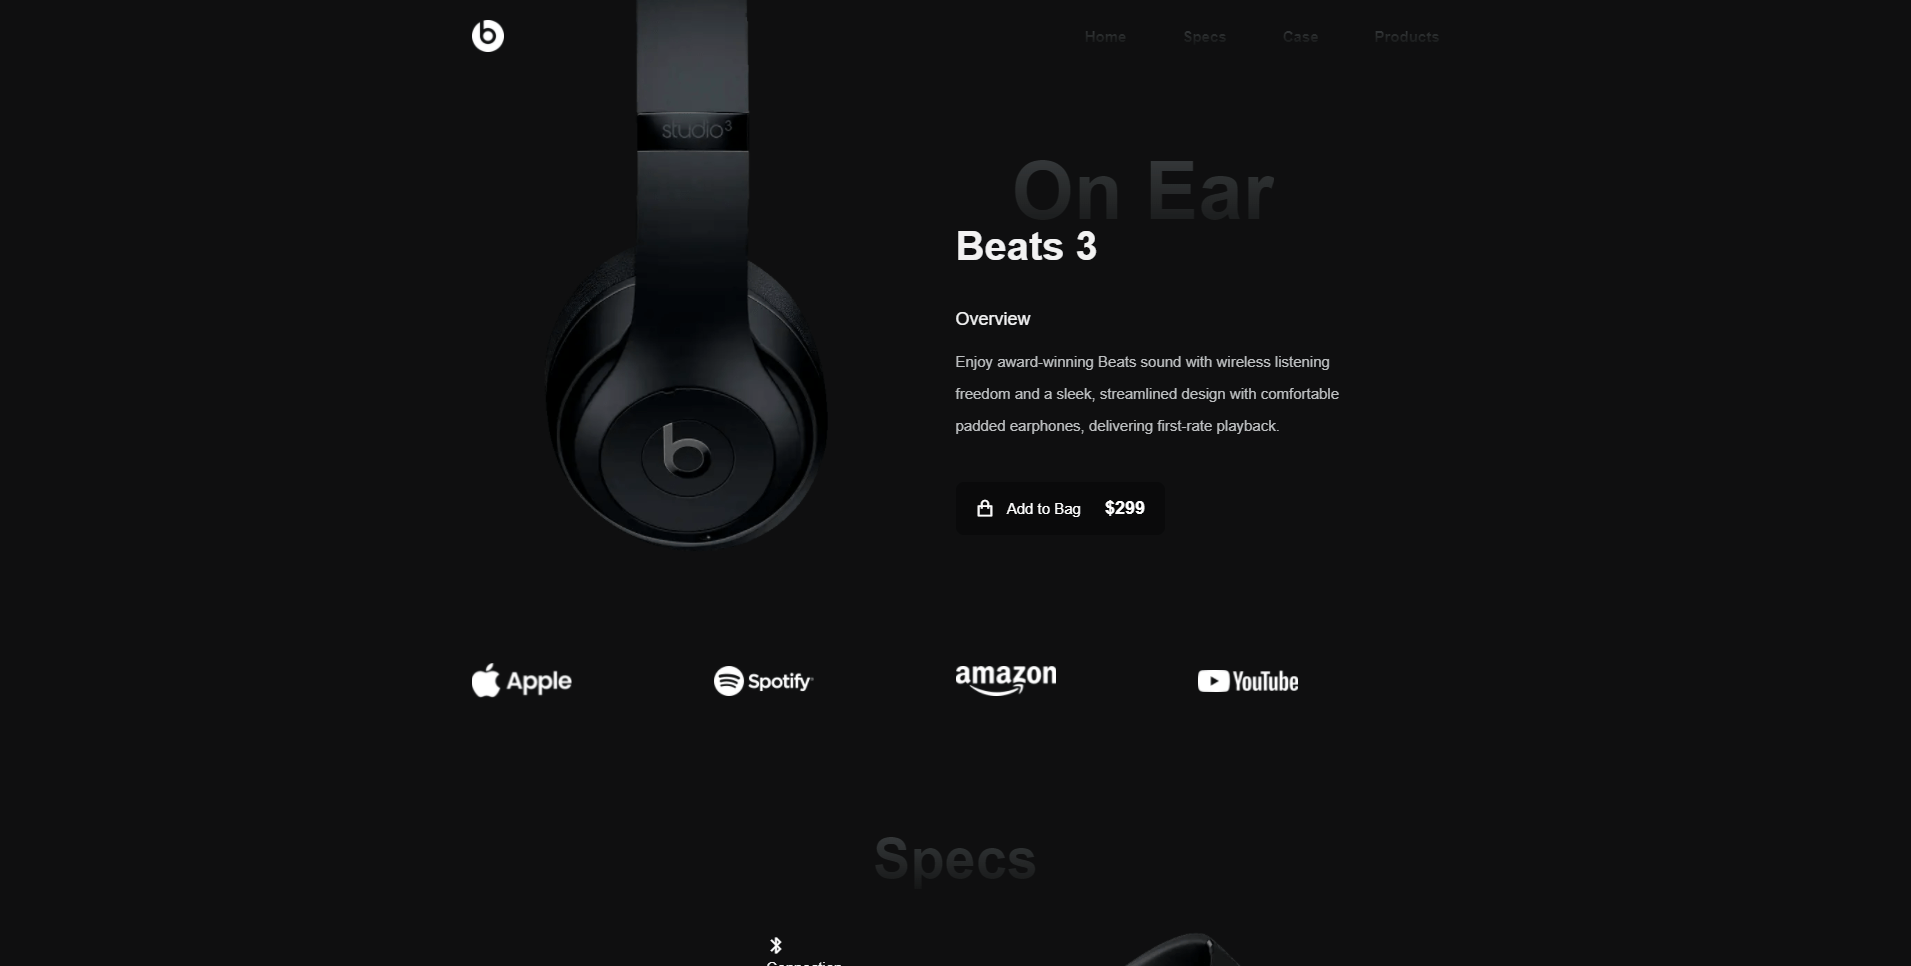 Home Specs Case Products
studio3
On Ear
Beats 3
Overview
Enjoy award-winning Beats sound with wireless listening
freedom and a sleek, streamlined design with comfortable
padded earphones, delivering first-rate playback.
Add to Bag $299
Apple Spotify amazon YouTube
Specs
Connection